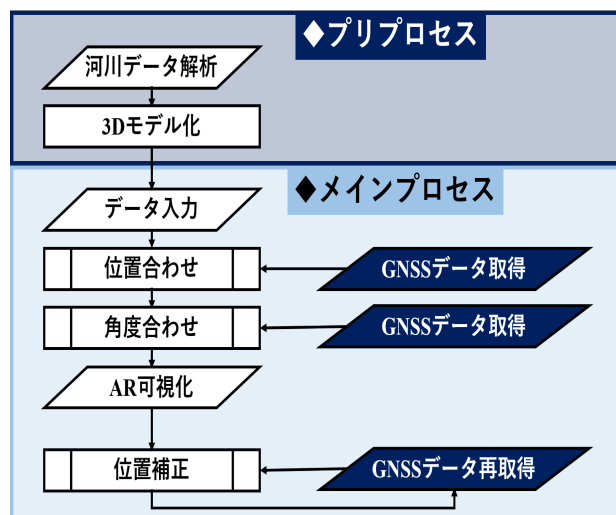 ◆プリプロセス
河川データ解析
3Dモデル化
◆メインプロセス
データ入力
位置合わせ
GNSSデータ取得
角度合わせ
GNSSデータ取得
AR可視化
位置補正
GNSSデータ再取得